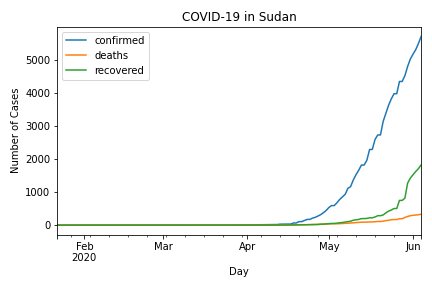 COVID-19 in Sudan
confirmed
deaths
recovered
Number of Cases
5000
4000
3000
2000
1000
0
Feb
2020
Mar
Apr
May
Jun
Day